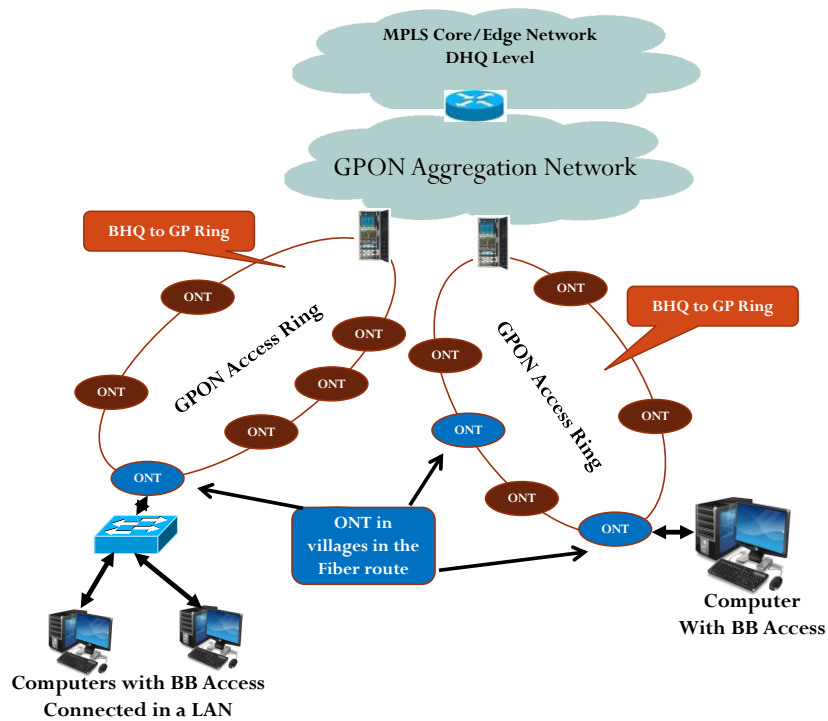 MPLS Core/Edge Network
DHQ Level
GPON Aggregation Network
BHQ to GP Ring
ONT
ONT
BHQ to GP Ring
ONT
ONT
ONT
GPON Access Ring
GPON Access Ring
ONT
ONT
ONT
ONT
ONT
ONT
ONT
ONT
ONT in
villages in the
Fiber route
Computer
With BB Access
Computers with BB Access
Connected in a LAN